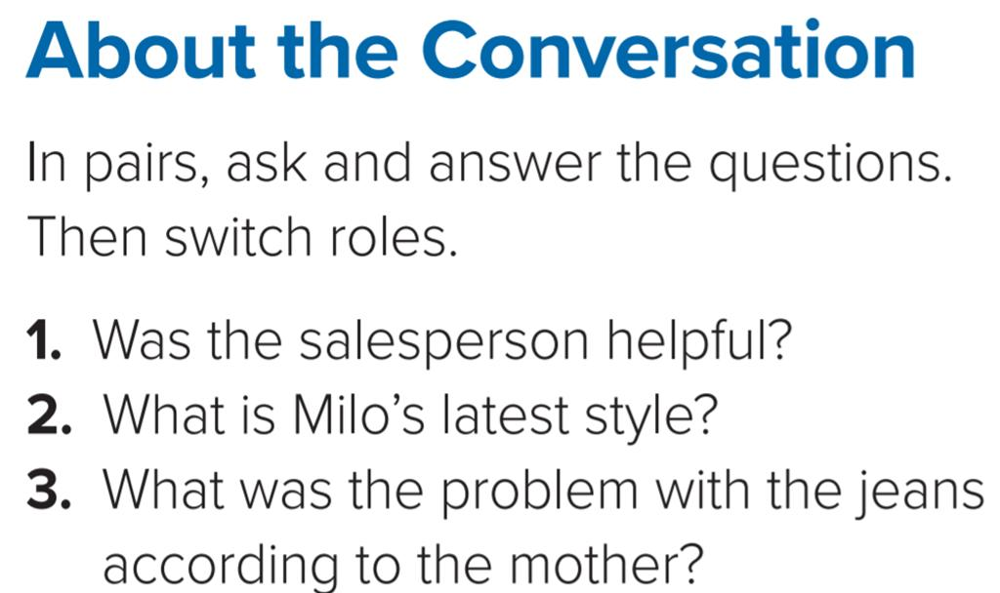 About the Conversation
In pairs, ask and answer the questions.
Then switch roles.
1. Was the salesperson helpful?
2. What is Milo’s latest style?
3. What was the problem with the jeans
according to the mother?